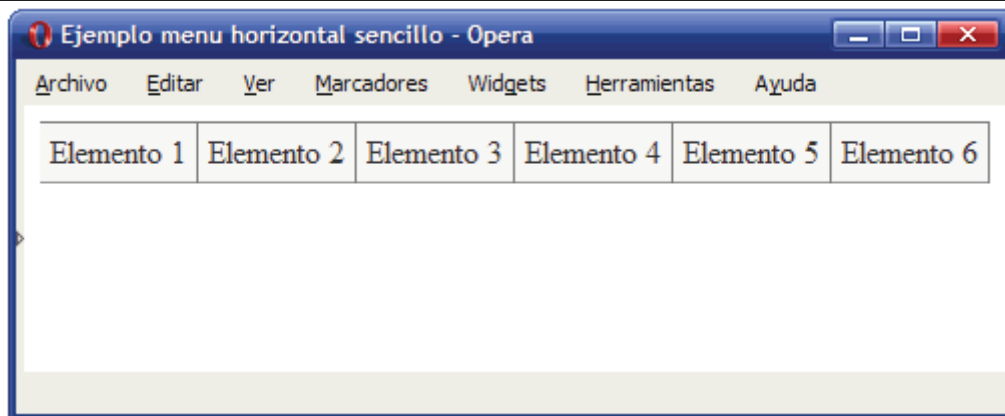 Ejemplo menu horizontal sencillo - Opera
Archivo Editar Ver Marcadores Widgets Herramientas Ayuda
Elemento 1 Elemento 2 Elemento 3 Elemento 4 Elemento 5 Elemento 6